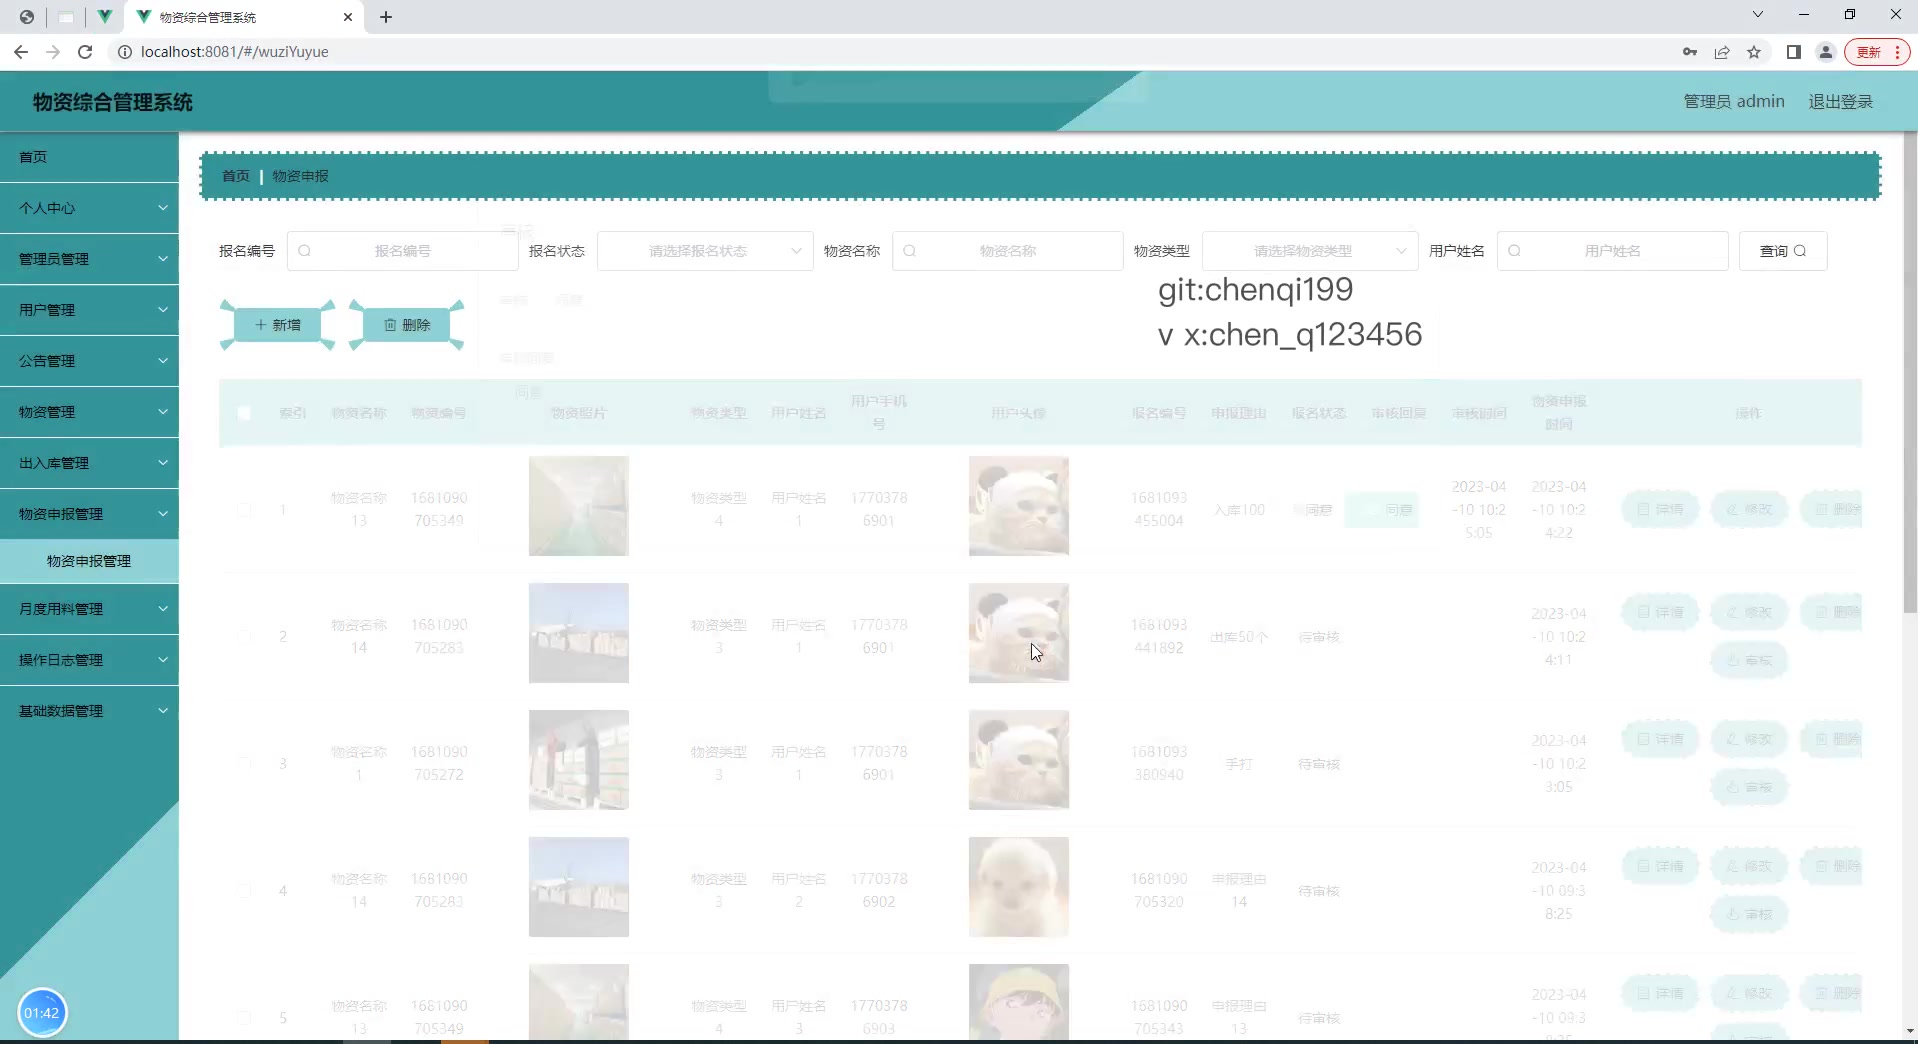 物资综合管理系统
localhost:8081/#/wuziYuyue
更新
物资综合管理系统
管理员 admin
退出登录
首页
个人中心
管理员管理
用户管理
公告管理
物资管理
出入库管理
物资申报管理
物资申报管理
月度用料管理
操作日志管理
基础数据管理
01:42
首页 | 物资申报
报名编号 报名编号 报名状态 请选择报名状态 物资名称 物资名称 物资类型 请选择物资类型 用户姓名 用户姓名 查询
git:chenqi199
v x:chen_q123456
新增 删除
索引 物资名称 物资编号 物资照片 物资类型 用户姓名 用户手机号 用户头像 报名编号 申报理由 报名状态 审核回复 审核时间 物资申报时间 操作
1 物资名称13 1681090705349 物资类型4 用户姓名1 17703786901 1681093455004 入库100 同意 同意 2023-04-10 10:25:05 2023-04-10 10:24:22 详情 修改 删除
2 物资名称14 1681090705283 物资类型3 用户姓名1 17703786901 1681093441892 出库50个 待审核 2023-04-10 10:24:11 详情 修改 删除 审核
3 物资名称1 1681090705272 物资类型3 用户姓名1 17703786901 1681093380940 手打 待审核 2023-04-10 10:23:05 详情 修改 删除 审核
4 物资名称14 1681090705283 物资类型3 用户姓名2 17703786902 1681090705320 申报理由14 待审核 2023-04-10 09:38:25 详情 修改 删除 审核
5 物资名称13 1681090705349 物资类型4 用户姓名3 17703786903 1681090705343 申报理由13 待审核 2023-04-10 09:3 详情 修改 删除